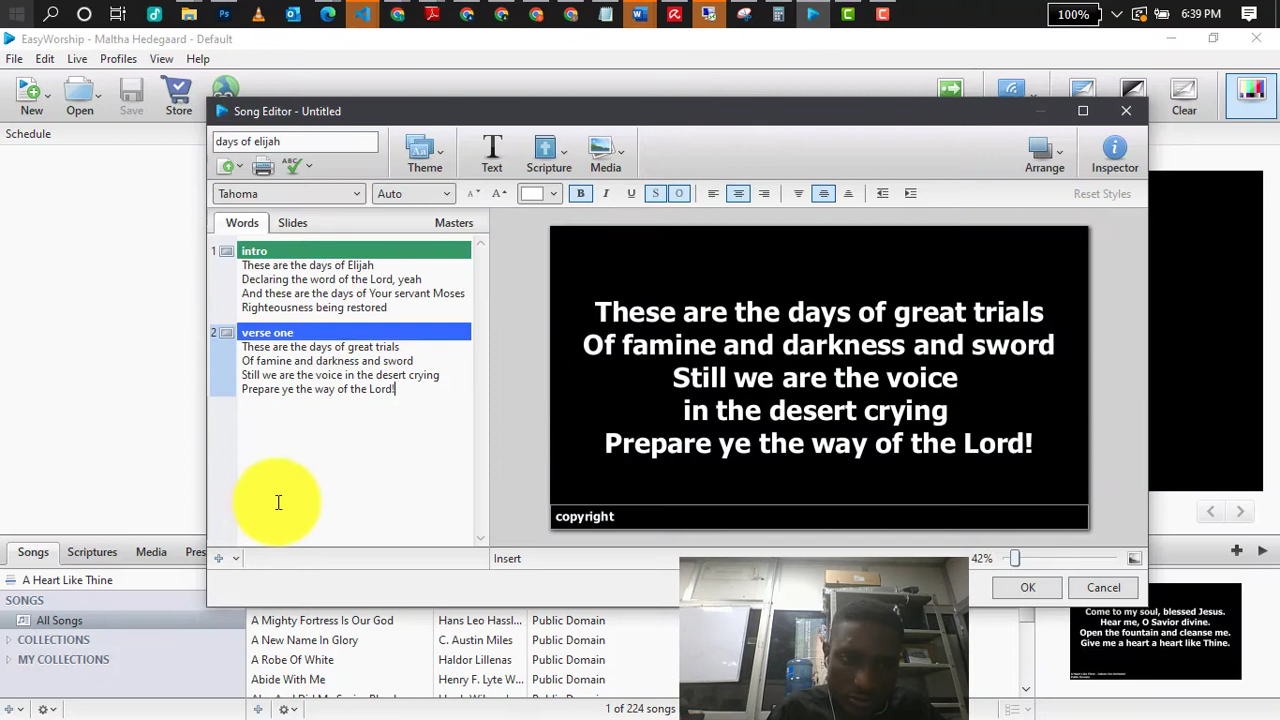 100%
6:39 PM
EasyWorship - Maltha Hedegaard - Default
File Edit Live Profiles View Help
New Open Save Store
Clear
Schedule
Song Editor - Untitled
days of elijah
ABC
Theme Text Scripture Media Arrange Inspector
Tahoma Auto B I U S O Reset Styles
Words Slides Masters
1 intro
These are the days of Elijah
Declaring the word of the Lord, yeah
And these are the days of Your servant Moses
Righteousness being restored
2 verse one
These are the days of great trials
Of famine and darkness and sword
Still we are the voice in the desert crying
Prepare ye the way of the Lord!
These are the days of great trials
Of famine and darkness and sword
Still we are the voice
in the desert crying
Prepare ye the way of the Lord!
copyright
Insert 42%
OK Cancel
Songs Scriptures Media Pres
A Heart Like Thine
SONGS
All Songs
COLLECTIONS
MY COLLECTIONS
A Mighty Fortress Is Our God Hans Leo Hassl... Public Domain
A New Name In Glory C. Austin Miles Public Domain
A Robe Of White Haldor Lillenas Public Domain
Abide With Me Henry F. Lyte W... Public Domain
1 of 224 songs
Come to my soul, blessed Jesus.
Hear me, O Savior divine.
Open the fountain and cleanse me.
Give me a heart a heart like Thine.